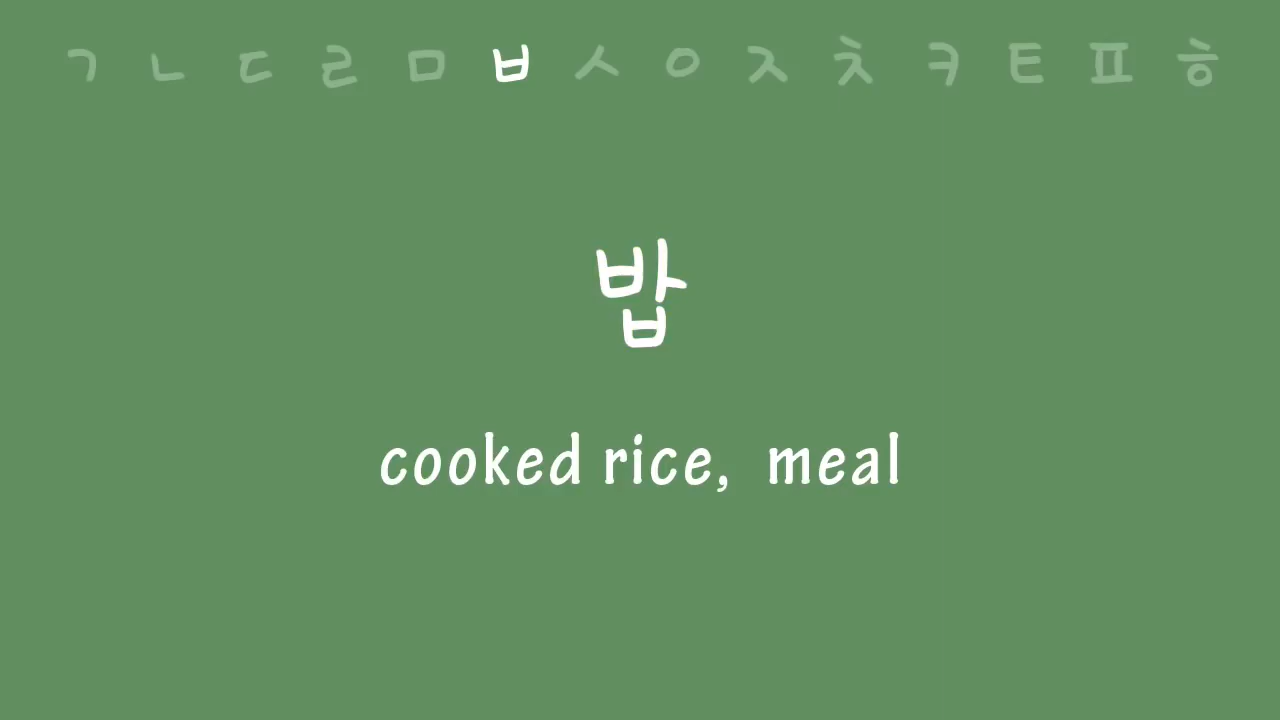 ㄱ ㄴ ㄷ ㄹ ㅁ ㅂ ㅅ ㅇ ㅈ ㅊ ㅋ ㅌ ㅍ ㅎ
밥
cooked rice, meal